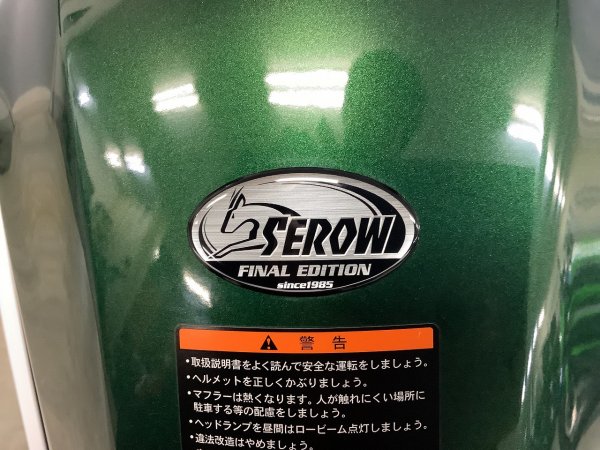 SEROW
FINAL EDITION
since1985
警告
・取扱説明書をよく読んで安全な運転をしましょう。
・ヘルメットを正しくかぶりましょう。
・マフラーは熱くなります。人が触れにくい場所に
駐車する等の配慮をしましょう。
・ヘッドランプを昼間はロービーム点灯しましょう。
・違法改造はやめましょう。